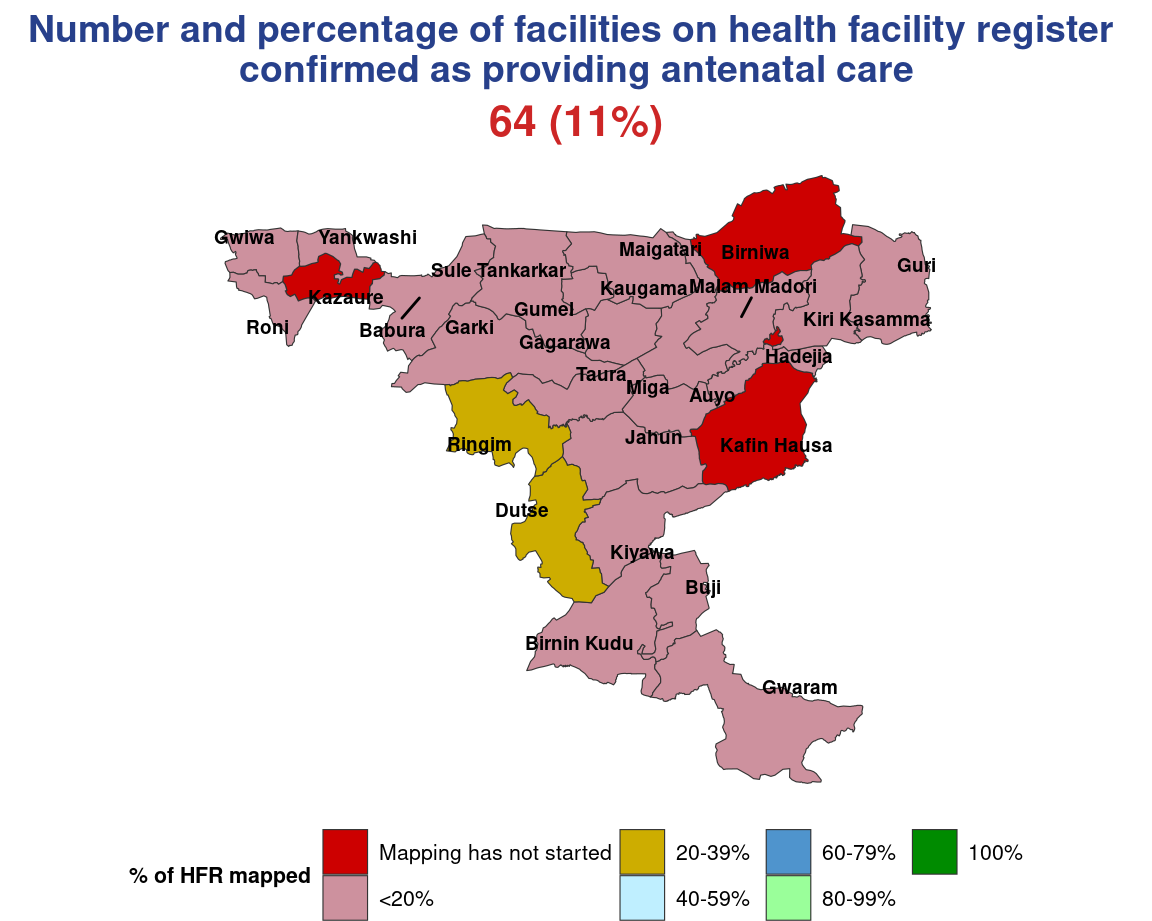 Number and percentage of facilities on health facility register
confirmed as providing antenatal care
64 (11%)
Gwiwa
Yankwashi
Maigatari
Birniwa
Guri
Sule Tankarkar
Kaugama
Malam Madori
Kazaure
Gumel
Kiri Kasamma
Roni
Babura
Garki
Gagarawa
Hadejia
Taura
Miga
Auyo
Ringim
Jahun
Kafin Hausa
Dutse
Kiyawa
Buji
Birnin Kudu
Gwaram
% of HFR mapped
Mapping has not started
<20%
20-39%
40-59%
60-79%
80-99%
100%